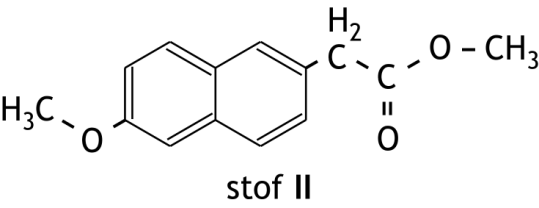 H2
C
C
O – CH3
O
H3C
O
stof II